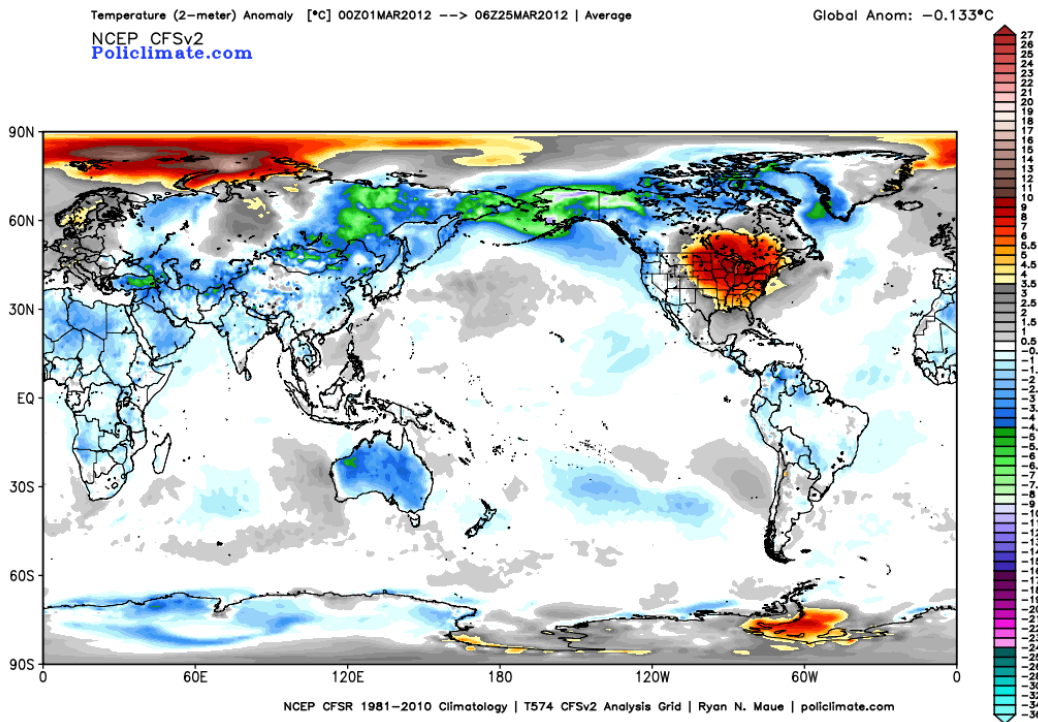 Temperature (2-meter) Anomaly [°C] 00Z01MAR2012 --> 06Z25MAR2012 | Average
Global Anom: -0.133°C
NCEP CFSv2
Policlimate.com
90N
60N
30N
EQ
30S
60S
90S
0 60E 120E 180 120W 60W 0
27
26
25
24
23
22
21
20
19
18
17
16
15
14
13
12
11
10
9
8
7
6
5.5
5
4.5
4
3.5
3
2.5
2
1.5
1
0.5
NCEP CFSR 1981-2010 Climatology | T574 CFSv2 Analysis Grid | Ryan N. Maue | policlimate.com